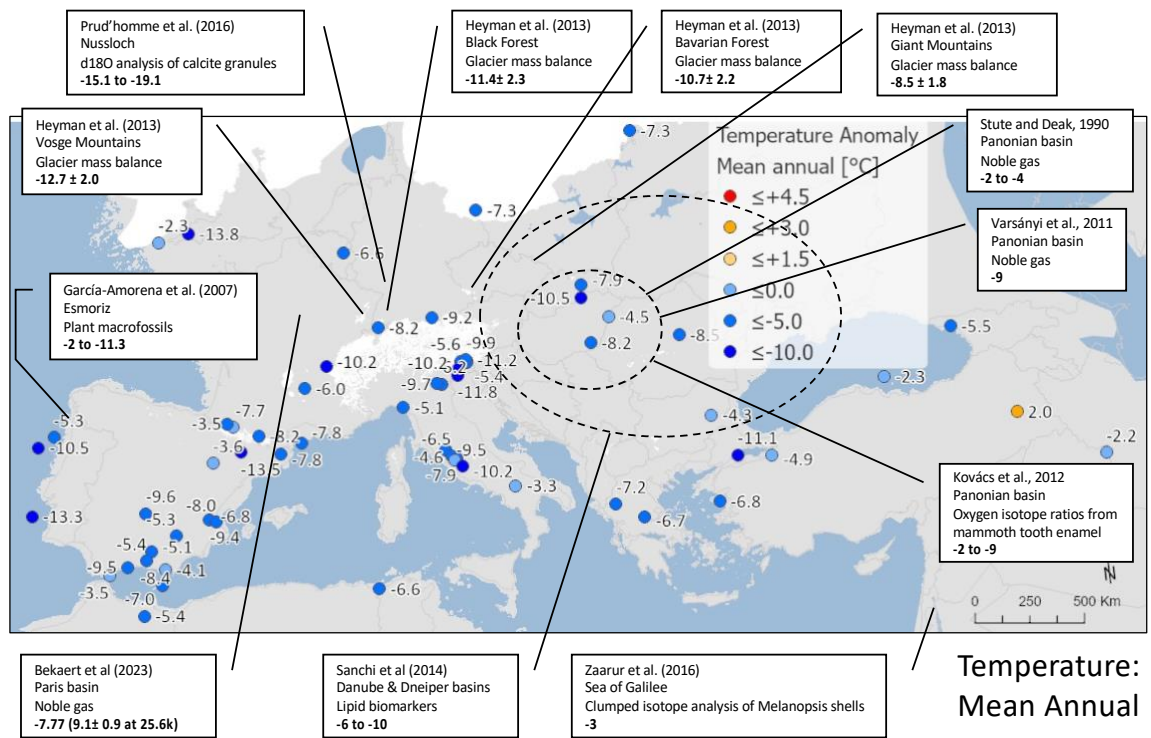 Prud'homme et al. (2016)
Nussloch
d18O analysis of calcite granules
-15.1 to -19.1
Heyman et al. (2013)
Black Forest
Glacier mass balance
-11.4± 2.3
Heyman et al. (2013)
Bavarian Forest
Glacier mass balance
-10.7± 2.2
Heyman et al. (2013)
Giant Mountains
Glacier mass balance
-8.5 ± 1.8
Heyman et al. (2013)
Vosge Mountains
Glacier mass balance
-12.7 ± 2.0
Stute and Deak, 1990
Panonian basin
Noble gas
-2 to -4
Varsányi et al., 2011
Panonian basin
Noble gas
-9
García-Amorena et al. (2007)
Esmoriz
Plant macrofossils
-2 to -11.3
Temperature Anomaly
Mean annual [°C]
≤+4.5
≤+3.0
≤+1.5
≤0.0
≤-5.0
≤-10.0
-7.3
-7.3
-2.3
-13.8
-6.6
-7.9
-10.5
-4.5
-8.2
-8.5
-9.2
-8.2
-5.6
-9.9
-10.2
-11.2
-5.2
-5.4
-9.7
-11.8
-10.2
-6.0
-5.1
-5.5
-2.3
2.0
-2.2
-4.3
-11.1
-4.9
-7.7
-3.5
-8.2
-7.8
-3.6
-7.8
-13.5
-5.3
-10.5
-6.5
-9.5
-4.6
-7.9
-10.2
-3.3
-7.2
-6.7
-6.8
-13.3
-9.6
-8.0
-5.3
-6.8
-9.4
-5.4
-5.1
-9.5
-4.1
-8.4
-3.5
-7.0
-5.4
-6.6
Kovács et al., 2012
Panonian basin
Oxygen isotope ratios from
mammoth tooth enamel
-2 to -9
N
0 250 500 Km
Bekaert et al (2023)
Paris basin
Noble gas
-7.77 (9.1± 0.9 at 25.6k)
Sanchi et al (2014)
Danube & Dneiper basins
Lipid biomarkers
-6 to -10
Zaarur et al. (2016)
Sea of Galilee
Clumped isotope analysis of Melanopsis shells
-3
Temperature:
Mean Annual